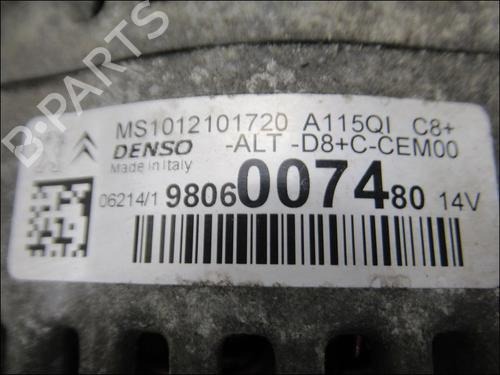 B-PARTS
MS1012101720 A115QI C8+
DENSO -ALT -D8+C-CEM00
Made in Italy
06214/1 9806007480 14V